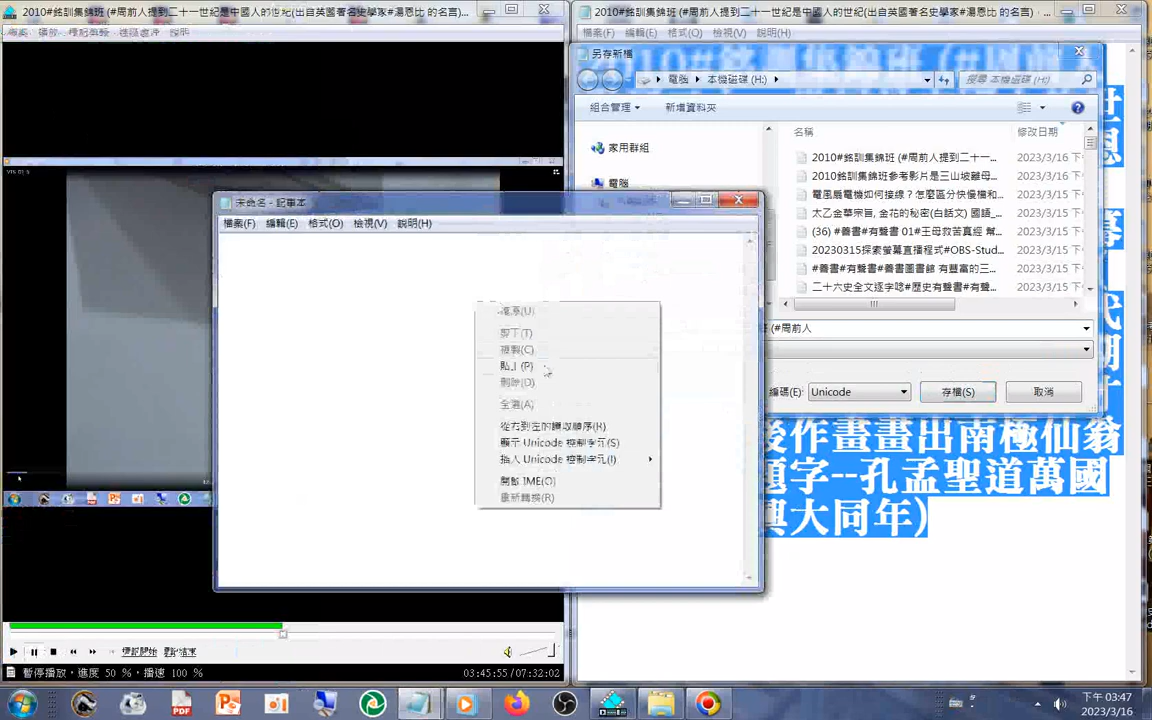 2010#銘訓集錦班 (#周前人提到二十一世紀是中國人的世紀(出自英國著名史學家#湯恩比 的名言)...
2010#銘訓集錦班 (#周前人提到二十一世紀是中國人的世紀(出自英國著名史學家#湯恩比 的名言)
檔案(F) 編輯(E) 格式(O) 檢視(V) 說明(H)
另存新檔
電腦 本機磁碟 (H:)
搜尋 本機磁碟 (H:)
組合管理 新增資料夾
名稱 修改日期
家用群組
電腦
2010#銘訓集錦班 (#周前人提到二十一... 2023/3/16 下
2010銘訓集錦班參考影片是三山坡離母... 2023/3/16 下
電風扇電機如何接線？怎麼區分快慢檔和... 2023/3/15 下
太乙金華宗旨, 金花的秘密(白話文) 國語_... 2023/3/15 下
(36) #善書#有聲書 01#王母救苦真經 幫... 2023/3/15 下
20230315探索螢幕直播程式#OBS-Stud... 2023/3/15 下
#善書#有聲書#善書圖書館 有豐富的三... 2023/3/15 下
二十六史全文逐字唸#歷史有聲書#有聲... 2023/3/15 下
班 (#周前人
編碼(E): Unicode 存檔(S) 取消
未命名 - 記事本
檔案(F) 編輯(E) 格式(O) 檢視(V) 說明(H)
復原(U)
剪下(T)
複製(C)
貼上(P)
刪除(D)
全選(A)
從右到左的讀取順序(R)
顯示 Unicode 控制字元(S)
插入 Unicode 控制字元(I)
開啟 IME(O)
重新轉換(R)
後作畫畫出南極仙翁
題字--孔孟聖道萬國
興大同年)
標記開始 標記結束
暫停播放，進度 50 %，播速 100 % 03:45:55/07:32:02
下午 03:47
2023/3/16